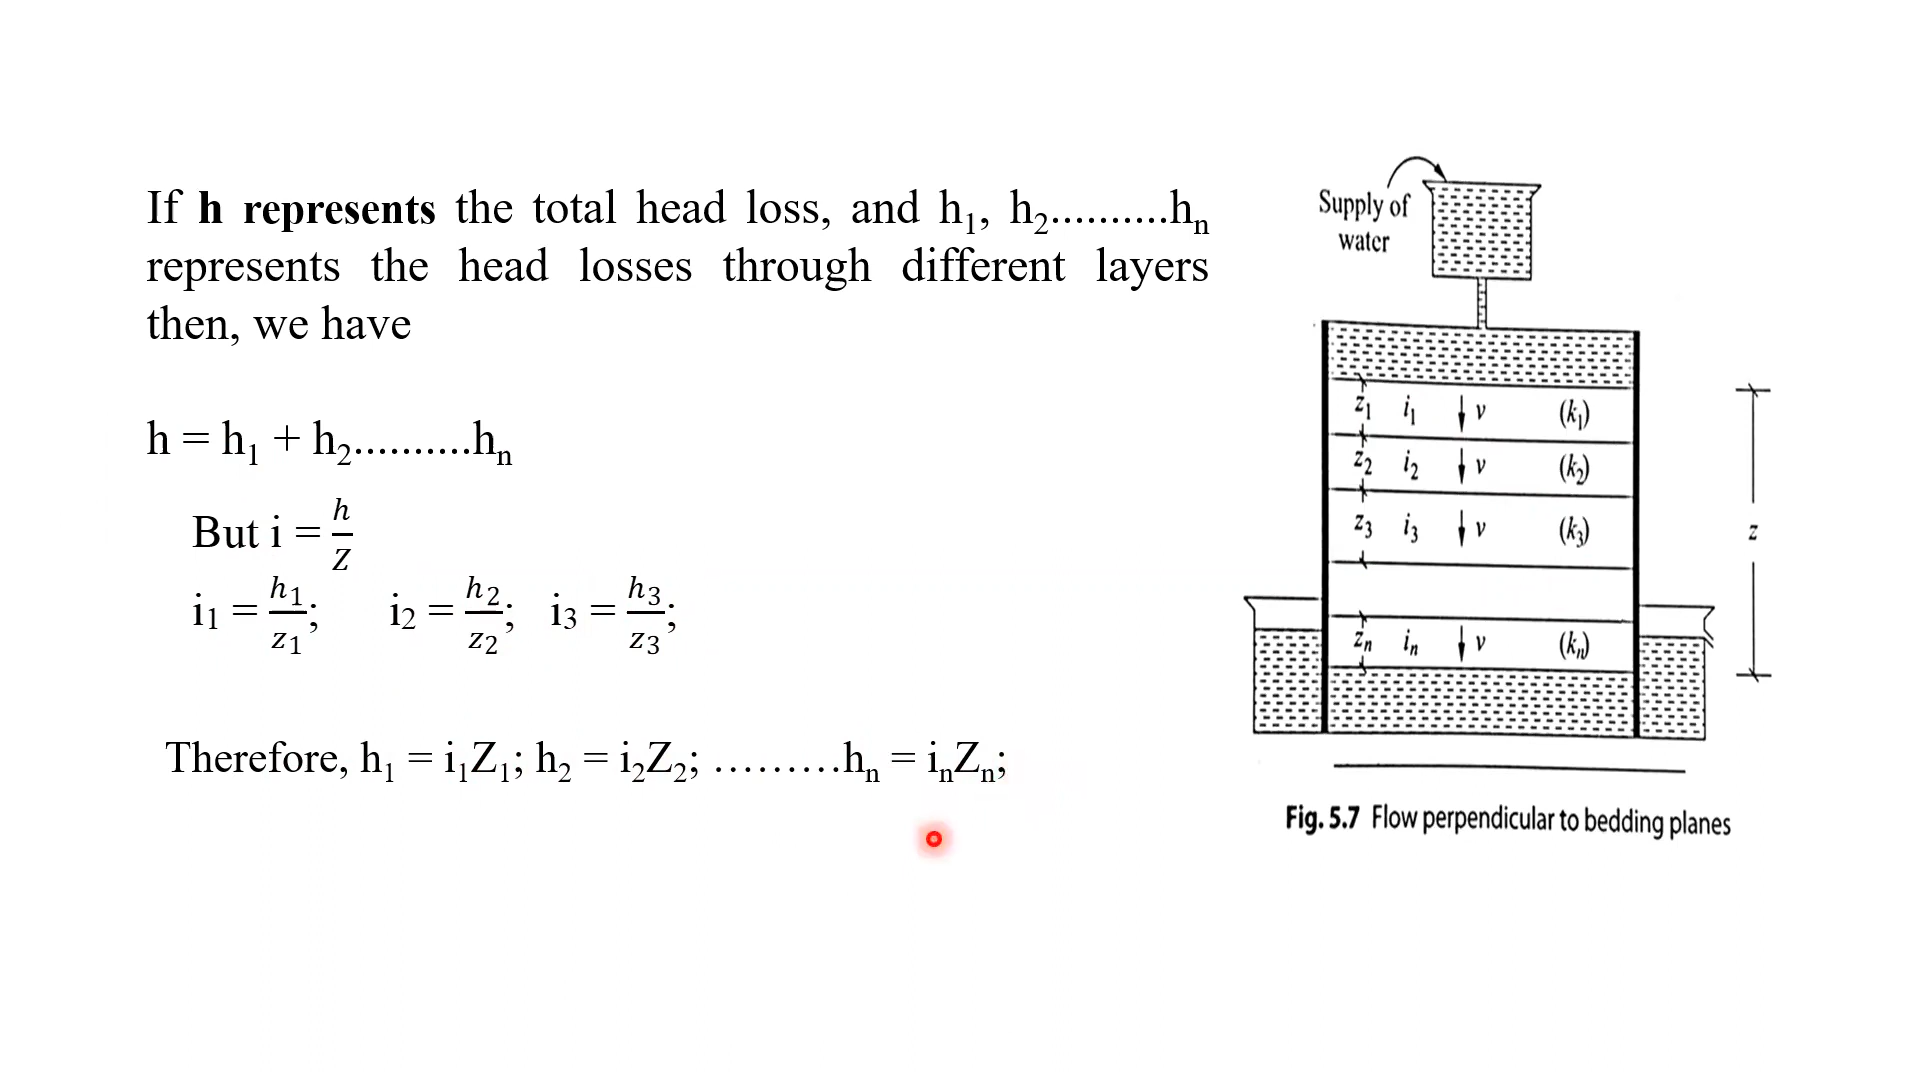 If h represents the total head loss, and h₁, h₂..........hₙ
represents the head losses through different layers
then, we have
h = h₁ + h₂..........hₙ
But i = h/Z
i₁ = h₁/z₁; i₂ = h₂/z₂; i₃ = h₃/z₃;
Therefore, h₁ = i₁Z₁; h₂ = i₂Z₂; .........hₙ = iₙZₙ;
Supply of
water
z₁ i₁ v (k₁)
z₂ i₂ v (k₂)
z₃ i₃ v (k₃)
z
zₙ iₙ v (kₙ)
Fig. 5.7 Flow perpendicular to bedding planes